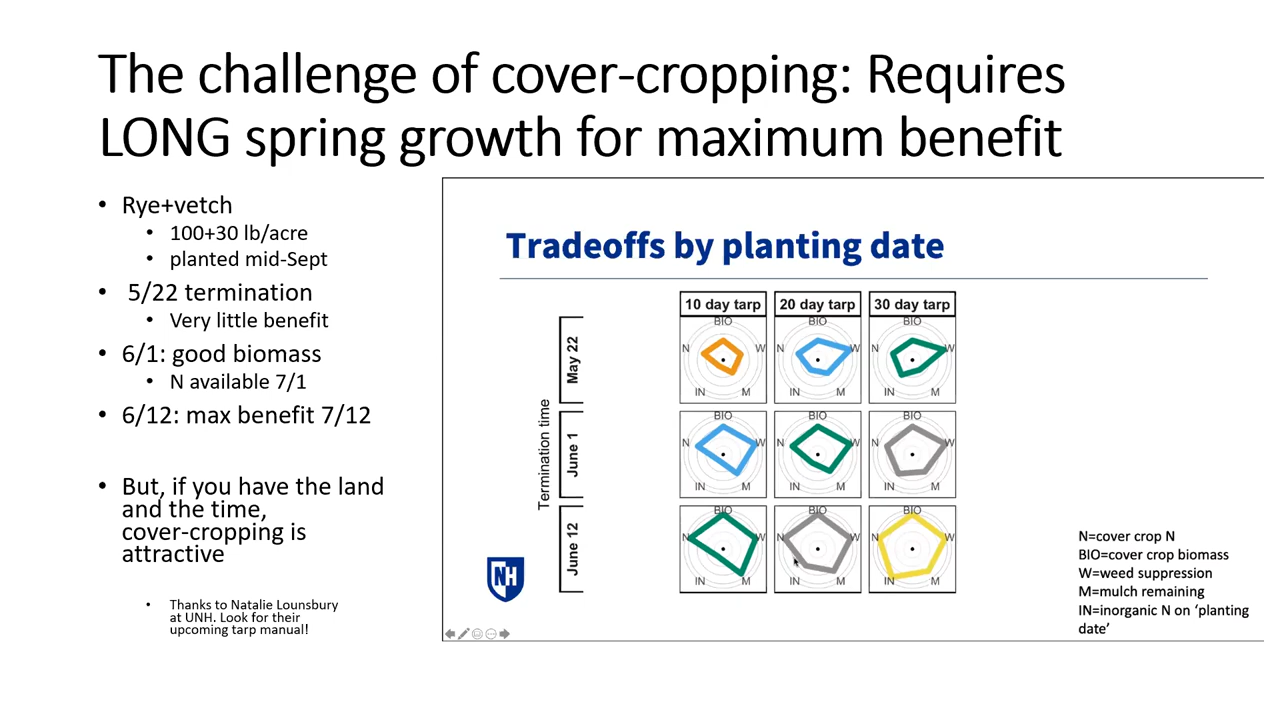 The challenge of cover-cropping: Requires
LONG spring growth for maximum benefit
• Rye+vetch
• 100+30 lb/acre
• planted mid-Sept
• 5/22 termination
• Very little benefit
• 6/1: good biomass
• N available 7/1
• 6/12: max benefit 7/12
• But, if you have the land
and the time,
cover-cropping is
attractive
• Thanks to Natalie Lounsbury
at UNH. Look for their
upcoming tarp manual!
Tradeoffs by planting date
10 day tarp 20 day tarp 30 day tarp
Termination time
May 22
BIO W M IN N
BIO W M IN N
BIO W M IN N
June 1
BIO W M IN N
BIO W M IN N
BIO W M IN N
June 12
BIO W M IN N
BIO W M IN N
BIO W M IN N
NH
N=cover crop N
BIO=cover crop biomass
W=weed suppression
M=mulch remaining
IN=inorganic N on ‘planting
date’